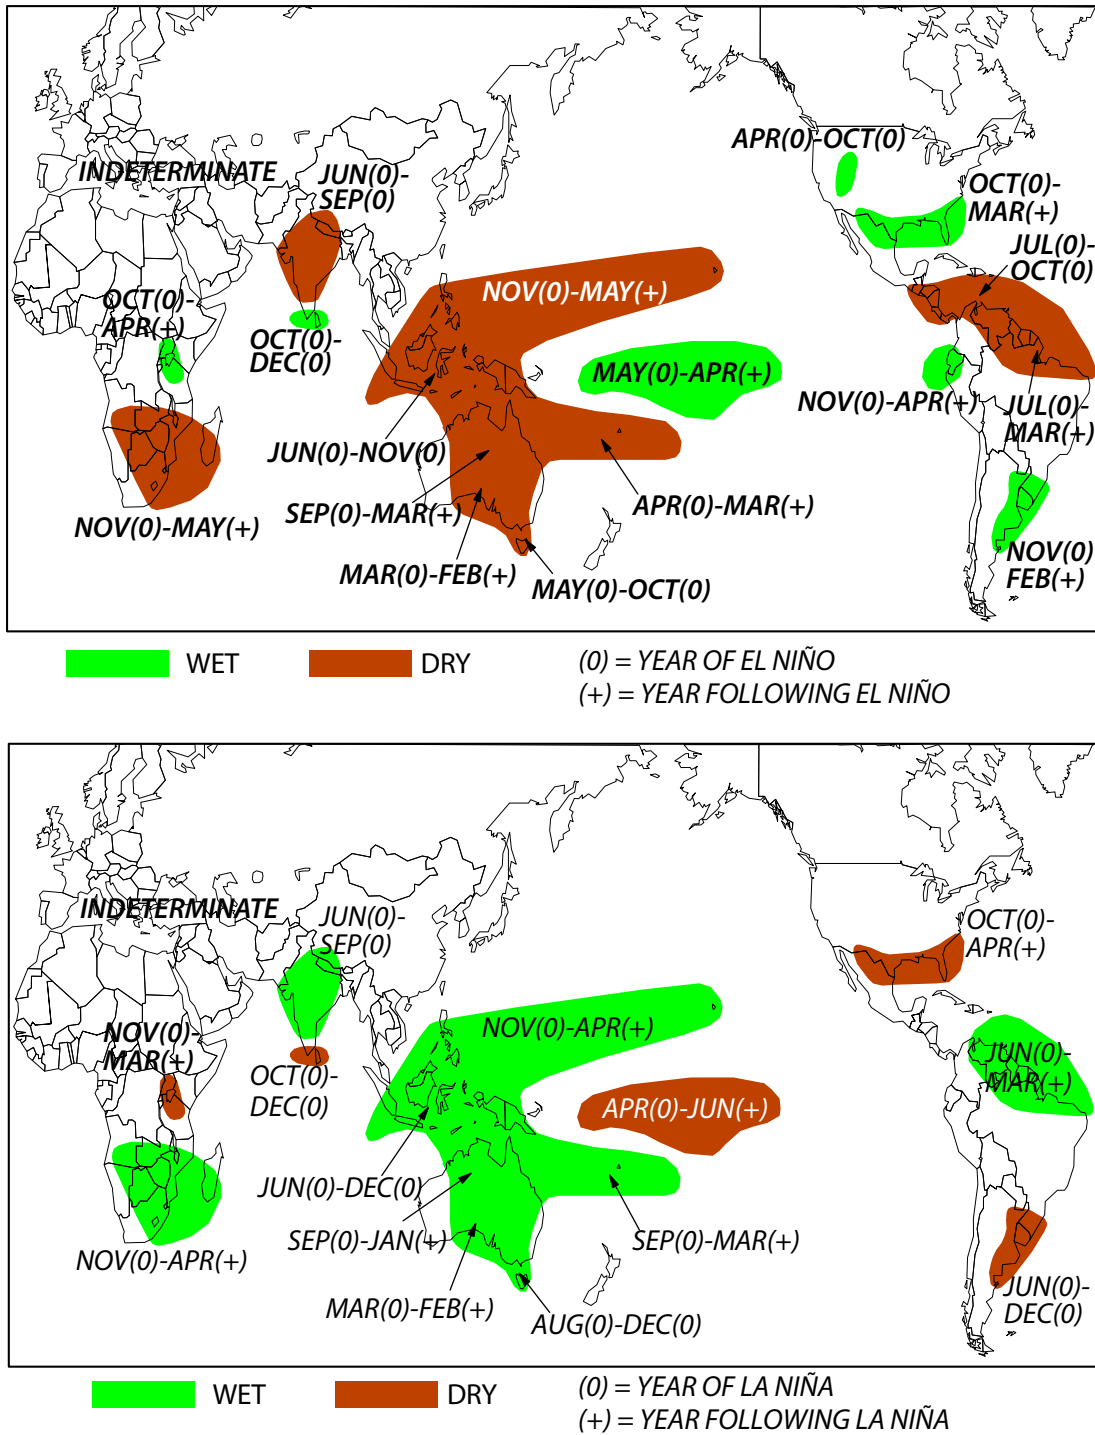 APR(0)-OCT(0)
INDETERMINATE
JUN(0)-
SEP(0)
OCT(0)-
MAR(+)
JUL(0)-
OCT(0)
NOV(0)-MAY(+)
OCT(0)-
APR(+)
OCT(0)-
DEC(0)
MAY(0)-APR(+)
NOV(0)-APR(+)
JUL(0)-
MAR(+)
JUN(0)-NOV(0)
SEP(0)-MAR(+)
APR(0)-MAR(+)
NOV(0)-MAY(+)
MAR(0)-FEB(+)
MAY(0)-OCT(0)
NOV(0)
FEB(+)
WET
DRY
(0) = YEAR OF EL NIÑO
(+) = YEAR FOLLOWING EL NIÑO
INDETERMINATE
JUN(0)-
SEP(0)
OCT(0)-
APR(+)
NOV(0)-APR(+)
NOV(0)-
MAR(+)
JUN(0)-
MAR(+)
OCT(0)-
DEC(0)
APR(0)-JUN(+)
JUN(0)-DEC(0)
SEP(0)-JAN(+)
SEP(0)-MAR(+)
NOV(0)-APR(+)
MAR(0)-FEB(+)
AUG(0)-DEC(0)
JUN(0)-
DEC(0)
WET
DRY
(0) = YEAR OF LA NIÑA
(+) = YEAR FOLLOWING LA NIÑA